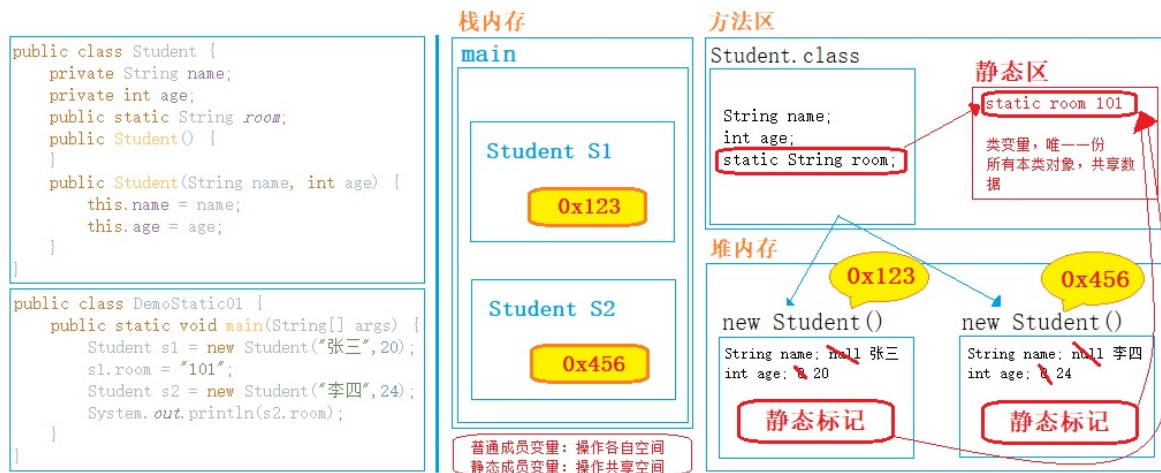 public class Student {
private String name;
private int age;
public static String room;
public Student() {
}
public Student(String name, int age) {
this.name = name;
this.age = age;
}
}
public class DemoStatic01 {
public static void main(String[] args) {
Student s1 = new Student("张三",20);
s1.room = "101";
Student s2 = new Student("李四",24);
System.out.println(s2.room);
}
}
栈内存
main
Student S1
0x123
Student S2
0x456
普通成员变量：操作各自空间
静态成员变量：操作共享空间
方法区
Student.class
String name;
int age;
static String room;
静态区
static room 101
类变量，唯一一份
所有本类对象，共享数
据
堆内存
0x123
new Student()
String name; null 张三
int age; 0 20
静态标记
0x456
new Student()
String name; null 李四
int age; 0 24
静态标记